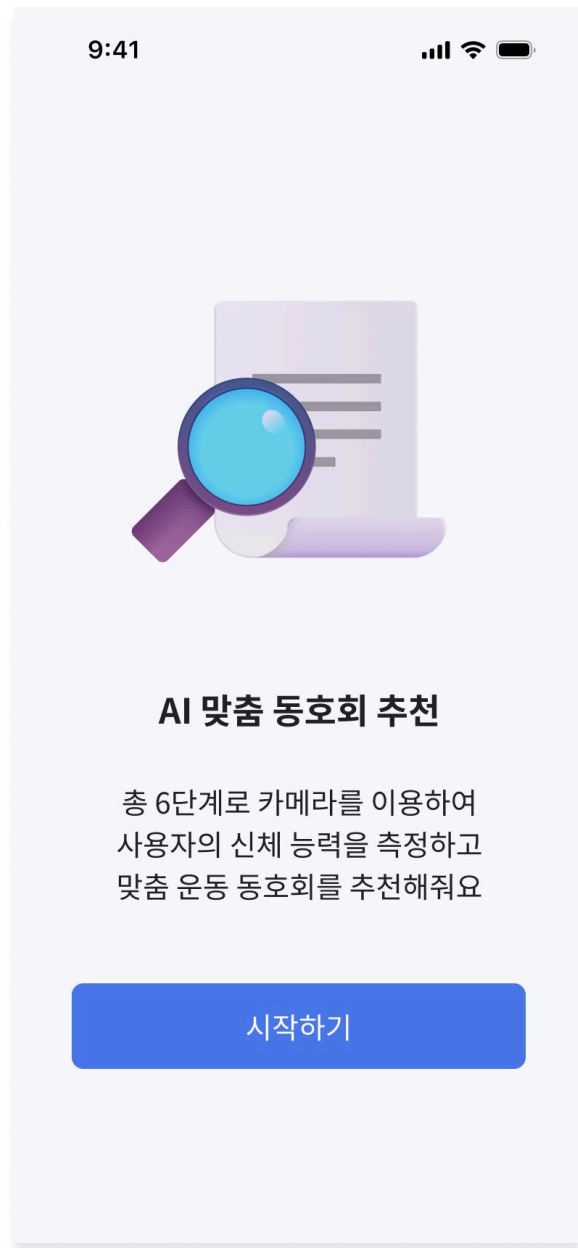 9:41
AI 맞춤 동호회 추천
총 6단계로 카메라를 이용하여
사용자의 신체 능력을 측정하고
맞춤 운동 동호회를 추천해줘요
시작하기